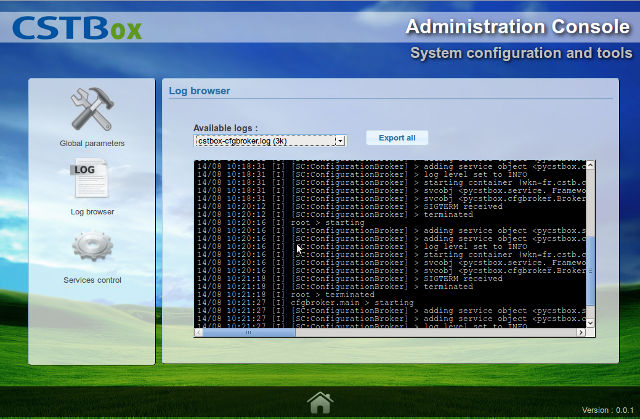 CSTBox
Administration Console
System configuration and tools
Global parameters
LOG
Log browser
Services control
Log browser
Available logs :
cstbox-cfgbroker.log (3k)
Export all
14/08 10:18:31 [I] [SC:ConfigurationBroker] > adding service object <pycstbox.c
14/08 10:18:31 [I] [SC:ConfigurationBroker] > log level set to INFO
14/08 10:18:31 [I] [SC:ConfigurationBroker] > starting container (wkn=fr.cstb.c
14/08 10:18:31 [I] [SC:ConfigurationBroker] > svcobj <pycstbox.service. Framewo
14/08 10:18:31 [I] [SC:ConfigurationBroker] > svcobj <pycstbox.cfgbroker.Broker
14/08 10:20:12 [I] [SC:ConfigurationBroker] > SIGTERM received
14/08 10:20:12 [I] [SC:ConfigurationBroker] > terminated
14/08 10:20:16 [I] root > starting
14/08 10:20:16 [I] [SC:ConfigurationBroker] > adding service object <pycstbox.s
14/08 10:20:16 [I] [SC:ConfigurationBroker] > adding service object <pycstbox.c
14/08 10:20:16 [I] [SC:ConfigurationBroker] > log level set to INFO
14/08 10:20:16 [I] [SC:ConfigurationBroker] > starting container (wkn=fr.cstb.c
14/08 10:20:16 [I] [SC:ConfigurationBroker] > svcobj <pycstbox.service. Framewo
14/08 10:20:16 [I] [SC:ConfigurationBroker] > svcobj <pycstbox.cfgbroker.Broker
14/08 10:21:18 [I] [SC:ConfigurationBroker] > SIGTERM received
14/08 10:21:18 [I] [SC:ConfigurationBroker] > terminated
14/08 10:21:18 [I] root > terminated
14/08 10:21:27 [I] cfgbroker.main > starting
14/08 10:21:27 [I] [SC:ConfigurationBroker] > adding service object <pycstbox.s
14/08 10:21:27 [I] [SC:ConfigurationBroker] > adding service object <pycstbox.c
14/08 10:21:27 [I] [SC:ConfigurationBroker] > log level set to INFO
Version : 0.0.1